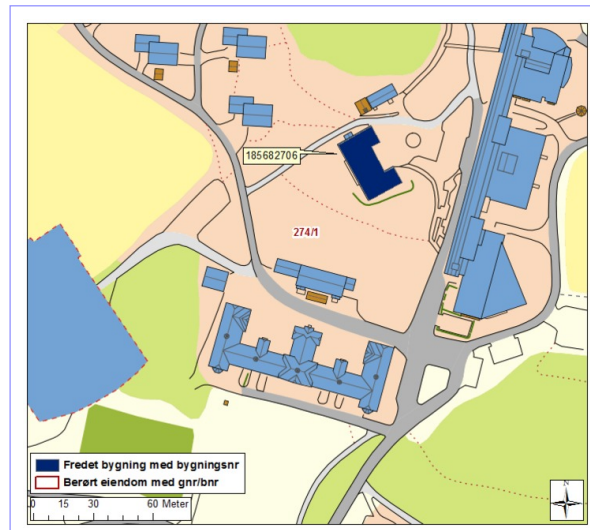 185682706
274/1
Fredet bygning med bygningsnr
Berørt eiendom med gnr/bnr
0 15 30 60 Meter
N